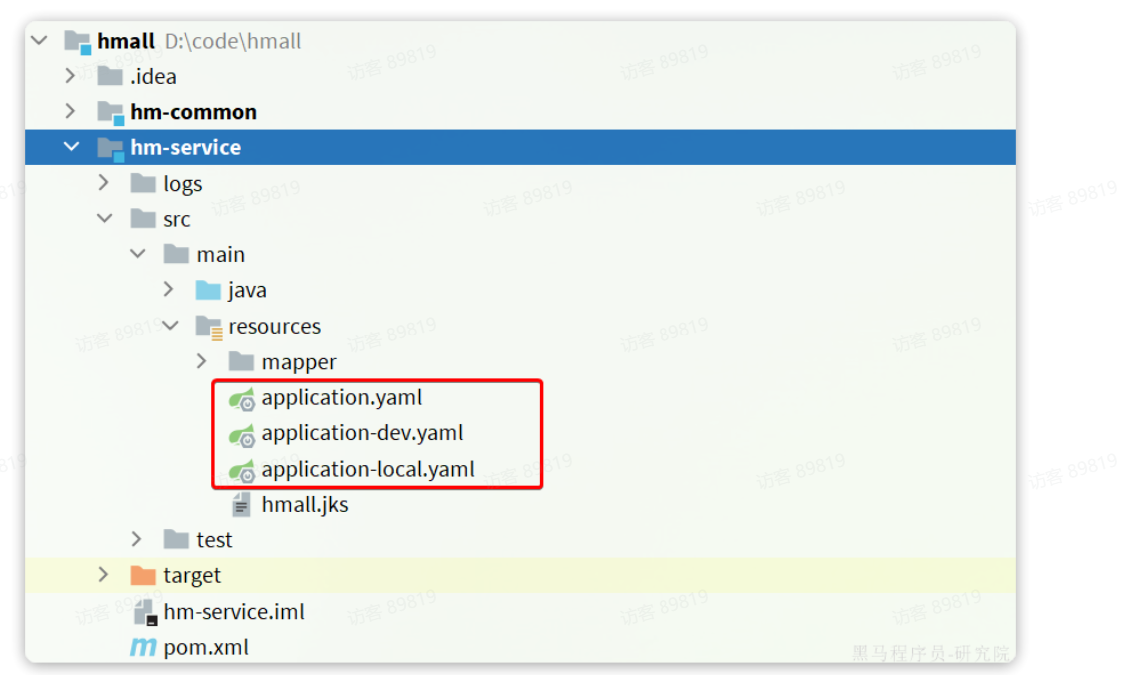 hmall D:\code\hmall
.idea
hm-common
hm-service
logs
src
main
java
resources
mapper
application.yaml
application-dev.yaml
application-local.yaml
hmall.jks
test
target
hm-service.iml
pom.xml
黑马程序员-研究院
访客 89819